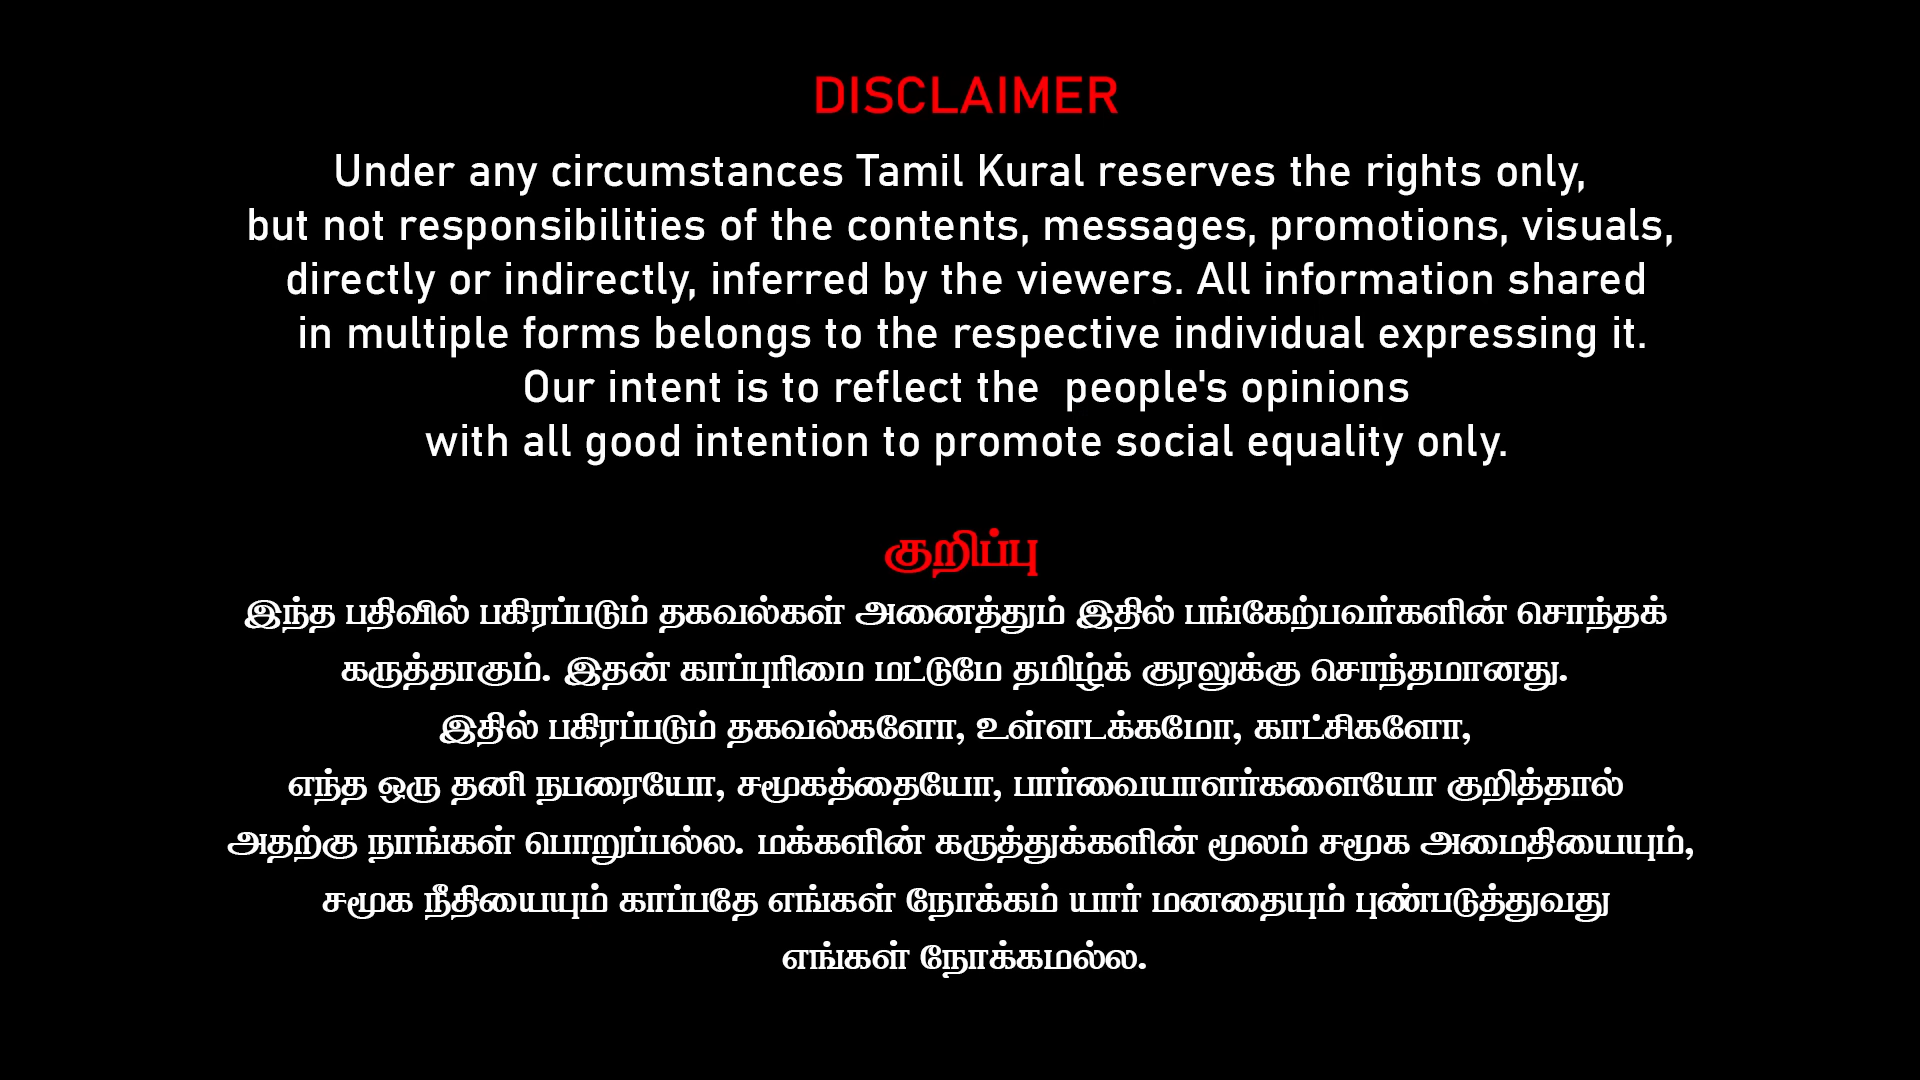 DISCLAIMER
Under any circumstances Tamil Kural reserves the rights only,
but not responsibilities of the contents, messages, promotions, visuals,
directly or indirectly, inferred by the viewers. All information shared
in multiple forms belongs to the respective individual expressing it.
Our intent is to reflect the  people's opinions
with all good intention to promote social equality only.
குறிப்பு
இந்த பதிவில் பகிரப்படும் தகவல்கள் அனைத்தும் இதில் பங்கேற்பவர்களின் சொந்தக்
கருத்தாகும். இதன் காப்புரிமை மட்டுமே தமிழ்க் குரலுக்கு சொந்தமானது.
இதில் பகிரப்படும் தகவல்களோ, உள்ளடக்கமோ, காட்சிகளோ,
எந்த ஒரு தனி நபரையோ, சமூகத்தையோ, பார்வையாளர்களையோ குறித்தால்
அதற்கு நாங்கள் பொறுப்பல்ல. மக்களின் கருத்துக்களின் மூலம் சமூக அமைதியையும்,
சமூக நீதியையும் காப்பதே எங்கள் நோக்கம் யார் மனதையும் புண்படுத்துவது
எங்கள் நோக்கமல்ல.